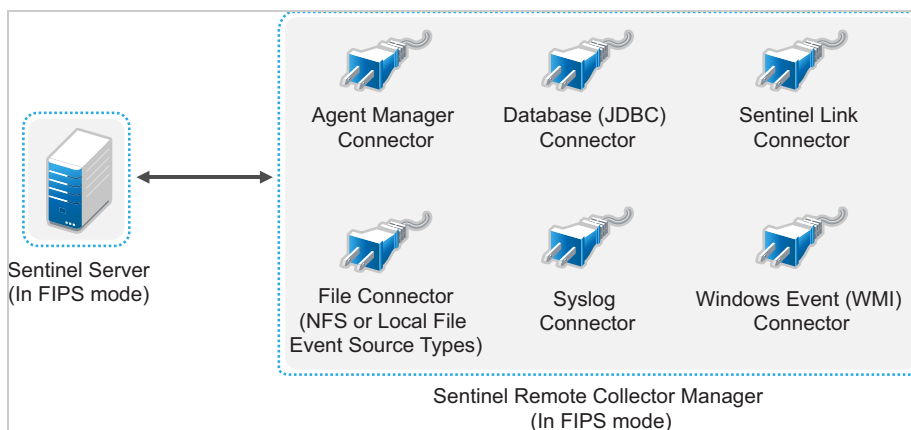 Agent Manager
Connector
Database (JDBC)
Connector
Sentinel Link
Connector
Sentinel Server
(In FIPS mode)
File Connector
(NFS or Local File
Event Source Types)
Syslog
Connector
Windows Event (WMI)
Connector
Sentinel Remote Collector Manager
(In FIPS mode)